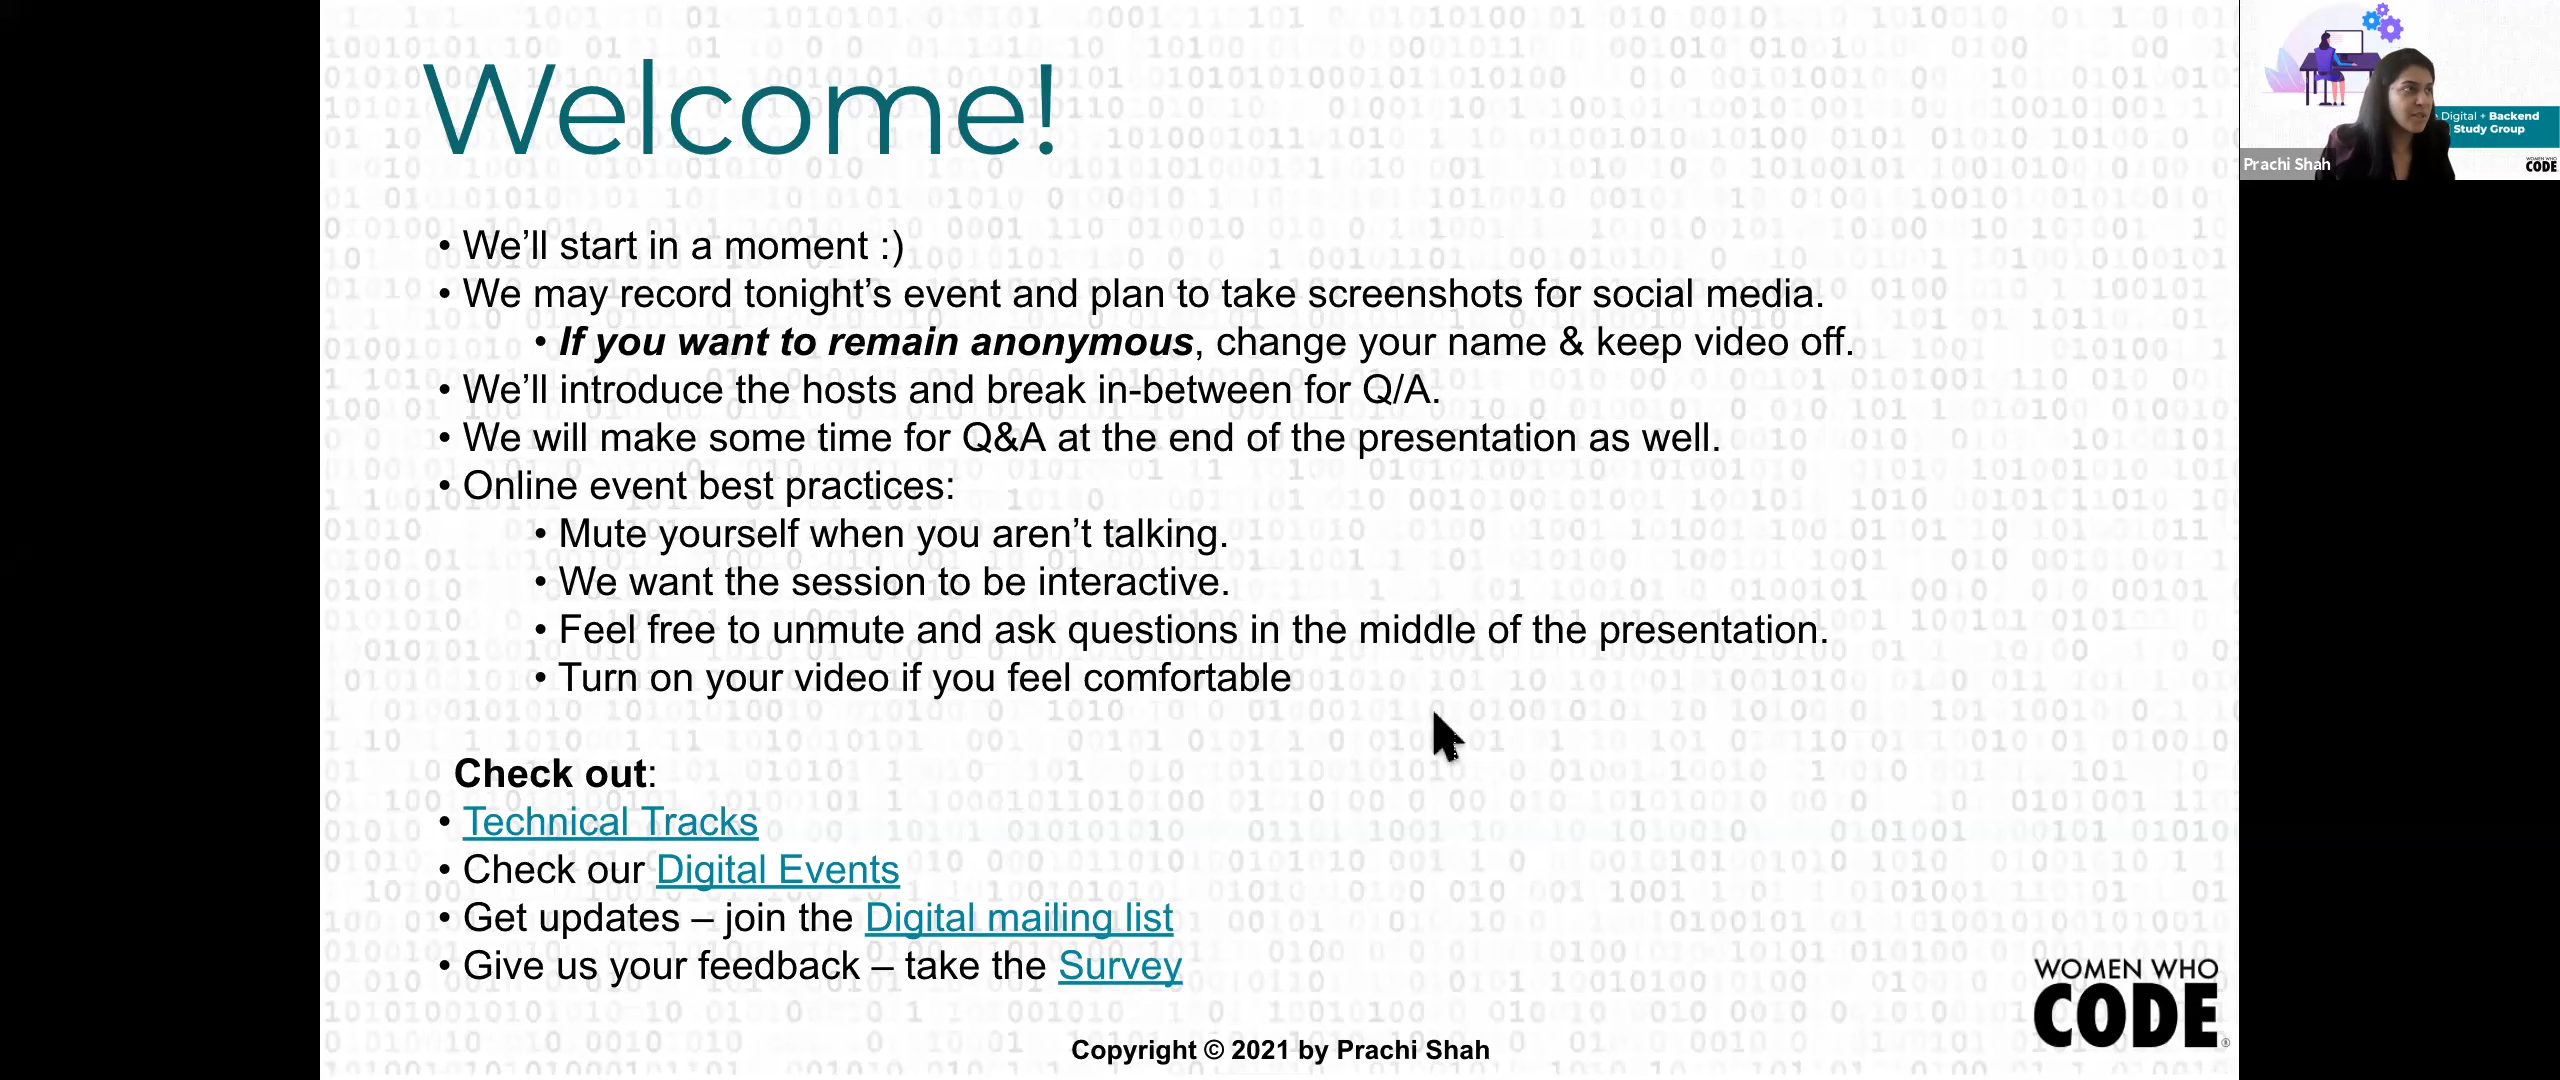 Welcome!
• We’ll start in a moment :)
• We may record tonight’s event and plan to take screenshots for social media.
• If you want to remain anonymous, change your name & keep video off.
• We’ll introduce the hosts and break in-between for Q/A.
• We will make some time for Q&A at the end of the presentation as well.
• Online event best practices:
• Mute yourself when you aren’t talking.
• We want the session to be interactive.
• Feel free to unmute and ask questions in the middle of the presentation.
• Turn on your video if you feel comfortable
Check out:
• Technical Tracks
• Check our Digital Events
• Get updates – join the Digital mailing list
• Give us your feedback – take the Survey
Copyright © 2021 by Prachi Shah
WOMEN WHO
CODE®
Digital + Backend
Study Group
Prachi Shah
WOMEN WHO
CODE